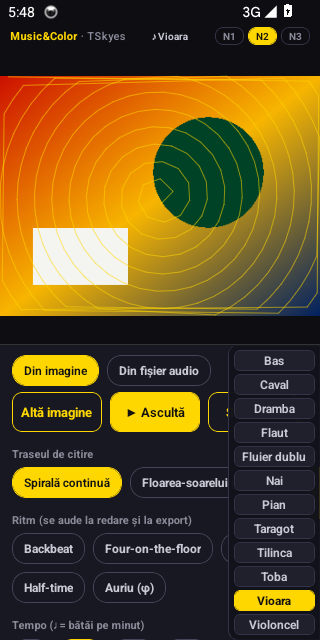 5:48 3G
Music&Color · TSkyes ♪Vioara N1 N2 N3
Din imagine Din fișier audio
Altă imagine ► Ascultă
Traseul de citire
Spirală continuă Floarea-soarelui
Ritm (se aude la redare și la export)
Backbeat Four-on-the-floor
Half-time Auriu (φ)
Tempo (♩ = bătăi pe minut)
Bas
Caval
Dramba
Flaut
Fluier dublu
Nai
Pian
Taragot
Tilinca
Toba
Vioara
Violoncel